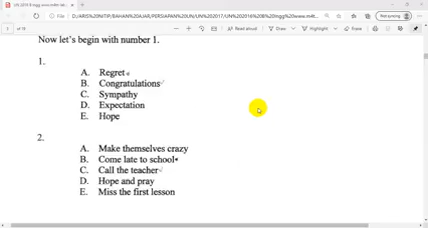 Now let's begin with number 1.
1.
A. Regret
B. Congratulations
C. Sympathy
D. Expectation
E. Hope
2.
A. Make themselves crazy
B. Come late to school
C. Call the teacher
D. Hope and pray
E. Miss the first lesson